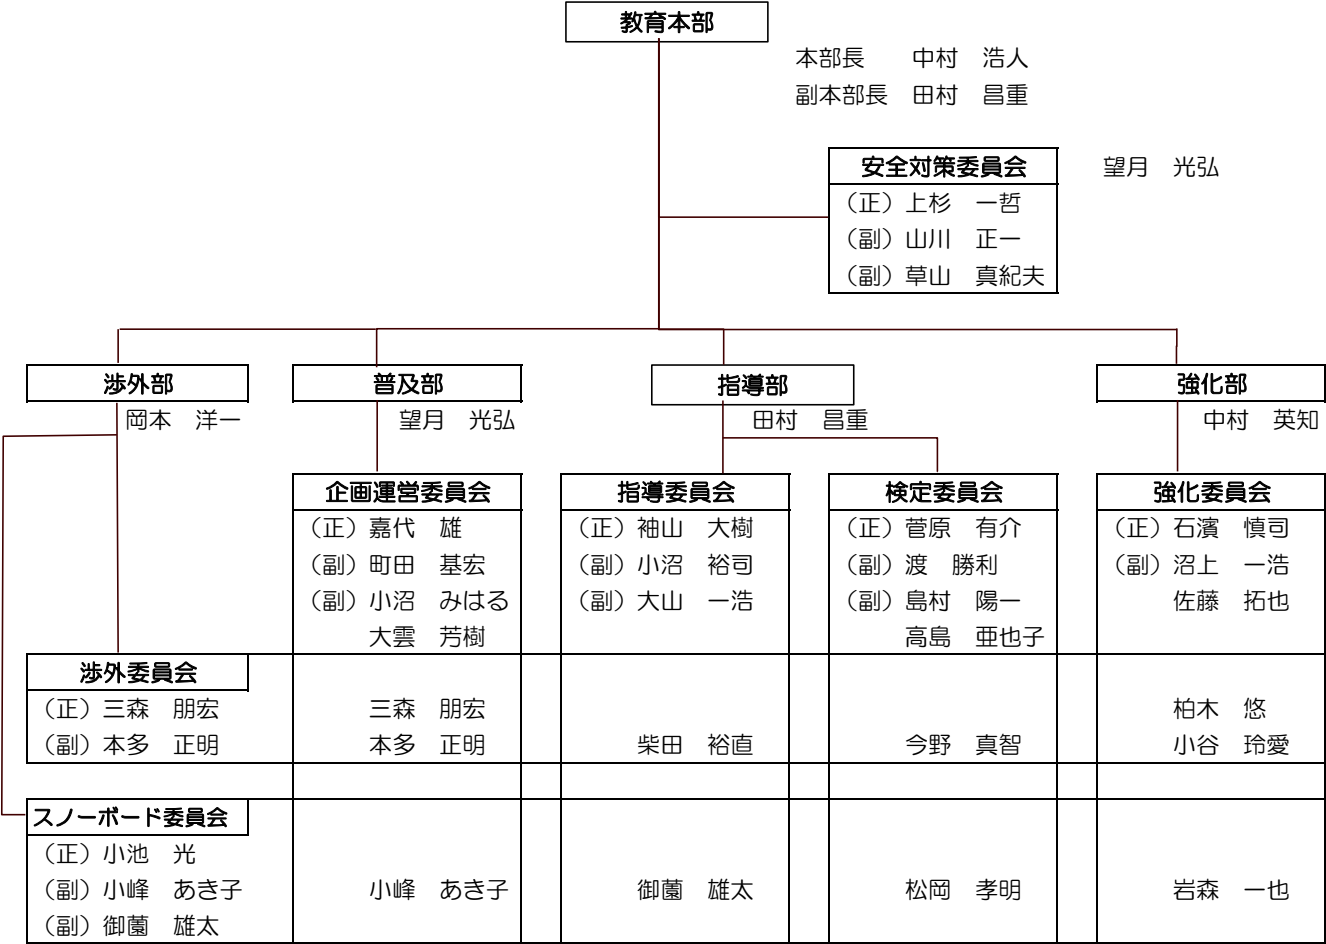 教育本部
本部長　　中村　浩人
副本部長　田村　昌重
安全対策委員会　　望月　光弘
（正）上杉　一哲
（副）山川　正一
（副）草山　真紀夫
渉外部　　普及部　　指導部　　強化部
岡本　洋一　　望月　光弘　　田村　昌重　　中村　英知
企画運営委員会　　指導委員会　　検定委員会　　強化委員会
（正）嘉代　雄　　（正）袖山　大樹　　（正）菅原　有介　　（正）石濱　慎司
（副）町田　基宏　　（副）小沼　裕司　　（副）渡　勝利　　（副）沼上　一浩
（副）小沼　みはる　　（副）大山　一浩　　（副）島村　陽一　　佐藤　拓也
大雲　芳樹　　高島　亜也子
渉外委員会
（正）三森　朋宏　　三森　朋宏　　柏木　悠
（副）本多　正明　　本多　正明　　柴田　裕直　　今野　真智　　小谷　玲愛
スノーボード委員会
（正）小池　光
（副）小峰　あき子　　小峰　あき子　　御薗　雄太　　松岡　孝明　　岩森　一也
（副）御薗　雄太